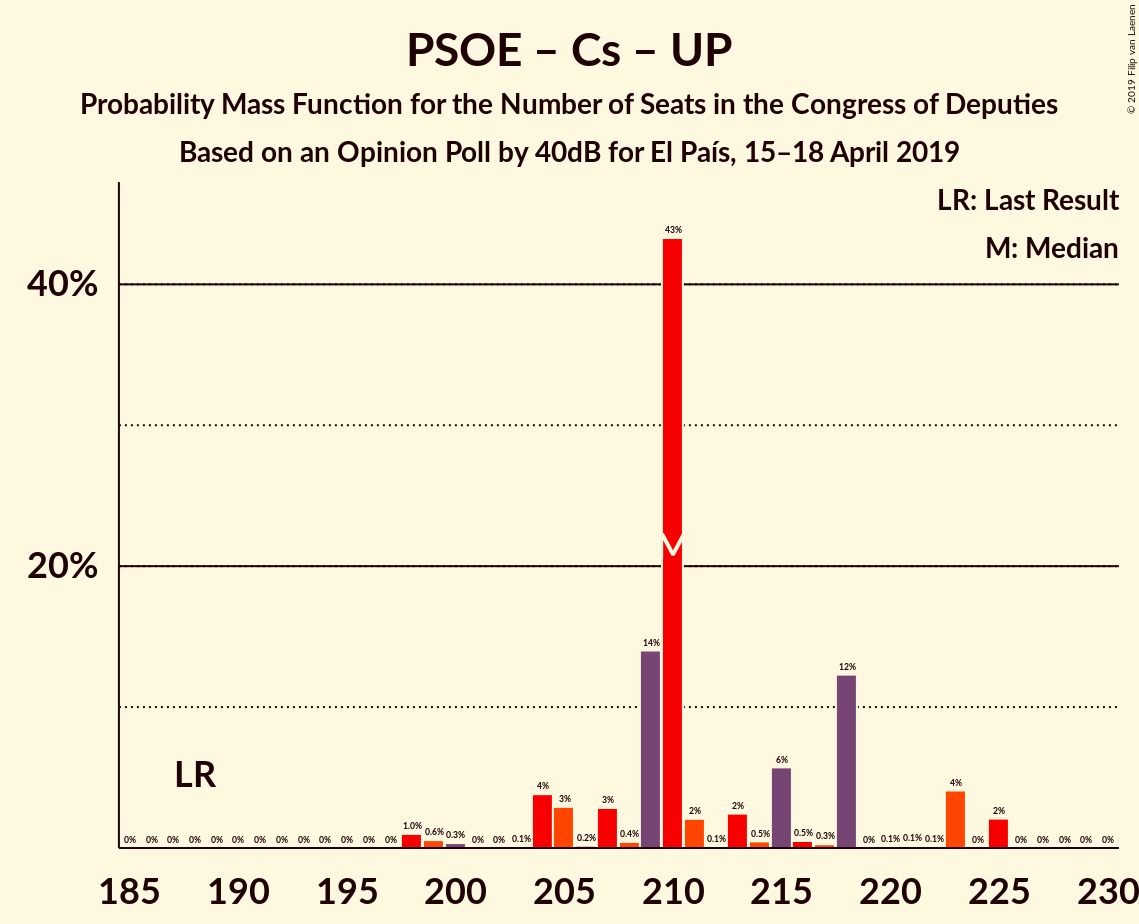 PSOE – Cs – UP
Probability Mass Function for the Number of Seats in the Congress of Deputies
Based on an Opinion Poll by 40dB for El País, 15–18 April 2019
© 2019 Filip van Laenen
LR: Last Result
M: Median
40%
20%
LR
M
0% 0% 0% 0% 0% 0% 0% 0% 0% 0% 0% 0% 0% 1.0% 0.6% 0.3% 0% 0% 0.1% 4% 3% 0.2% 3% 0.4% 14% 43% 2% 0.1% 2% 0.5% 6% 0.5% 0.3% 12% 0% 0.1% 0.1% 0.1% 4% 0% 2% 0% 0% 0% 0% 0%
185 190 195 200 205 210 215 220 225 230